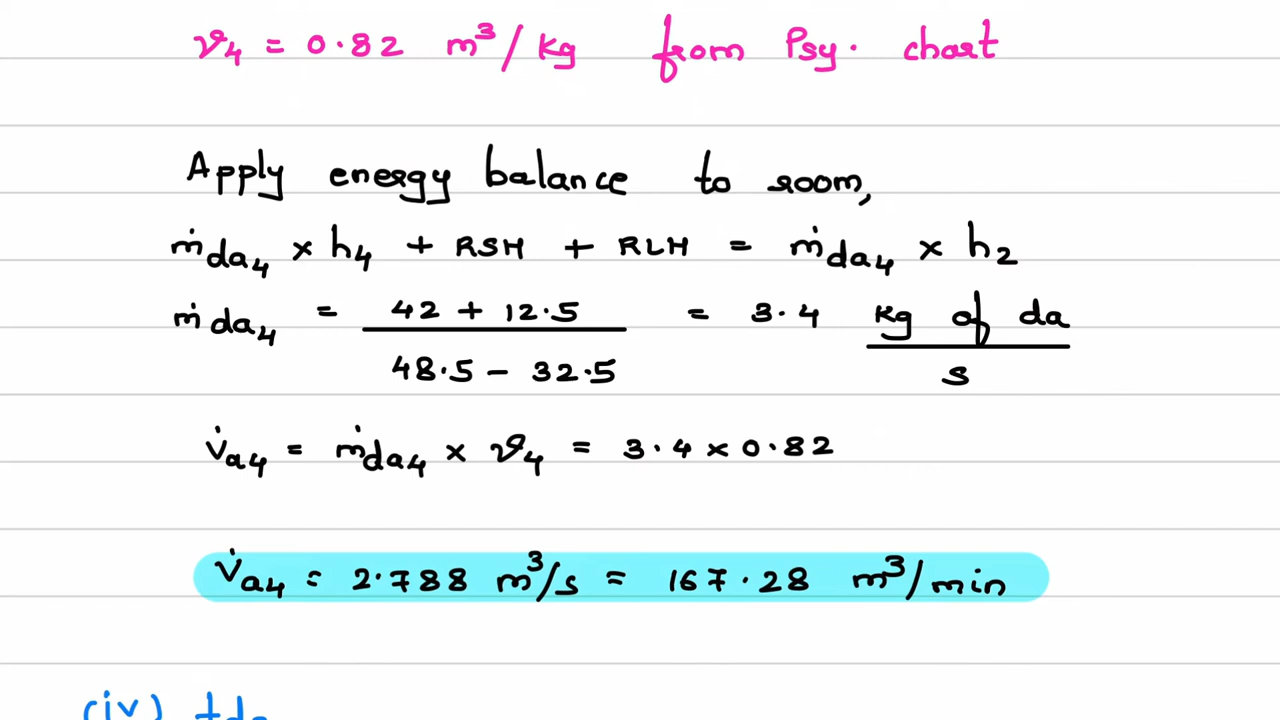 v₄ = 0.82 m³/kg from Psy. chart
Apply energy balance to room,
ṁda₄ × h₄ + RSH + RLH = ṁda₄ × h₂
ṁda₄ = (42 + 12.5)/(48.5 - 32.5) = 3.4 kg of da/s
V̇a₄ = ṁda₄ × v₄ = 3.4 × 0.82
V̇a₄ = 2.788 m³/s = 167.28 m³/min
(iv)